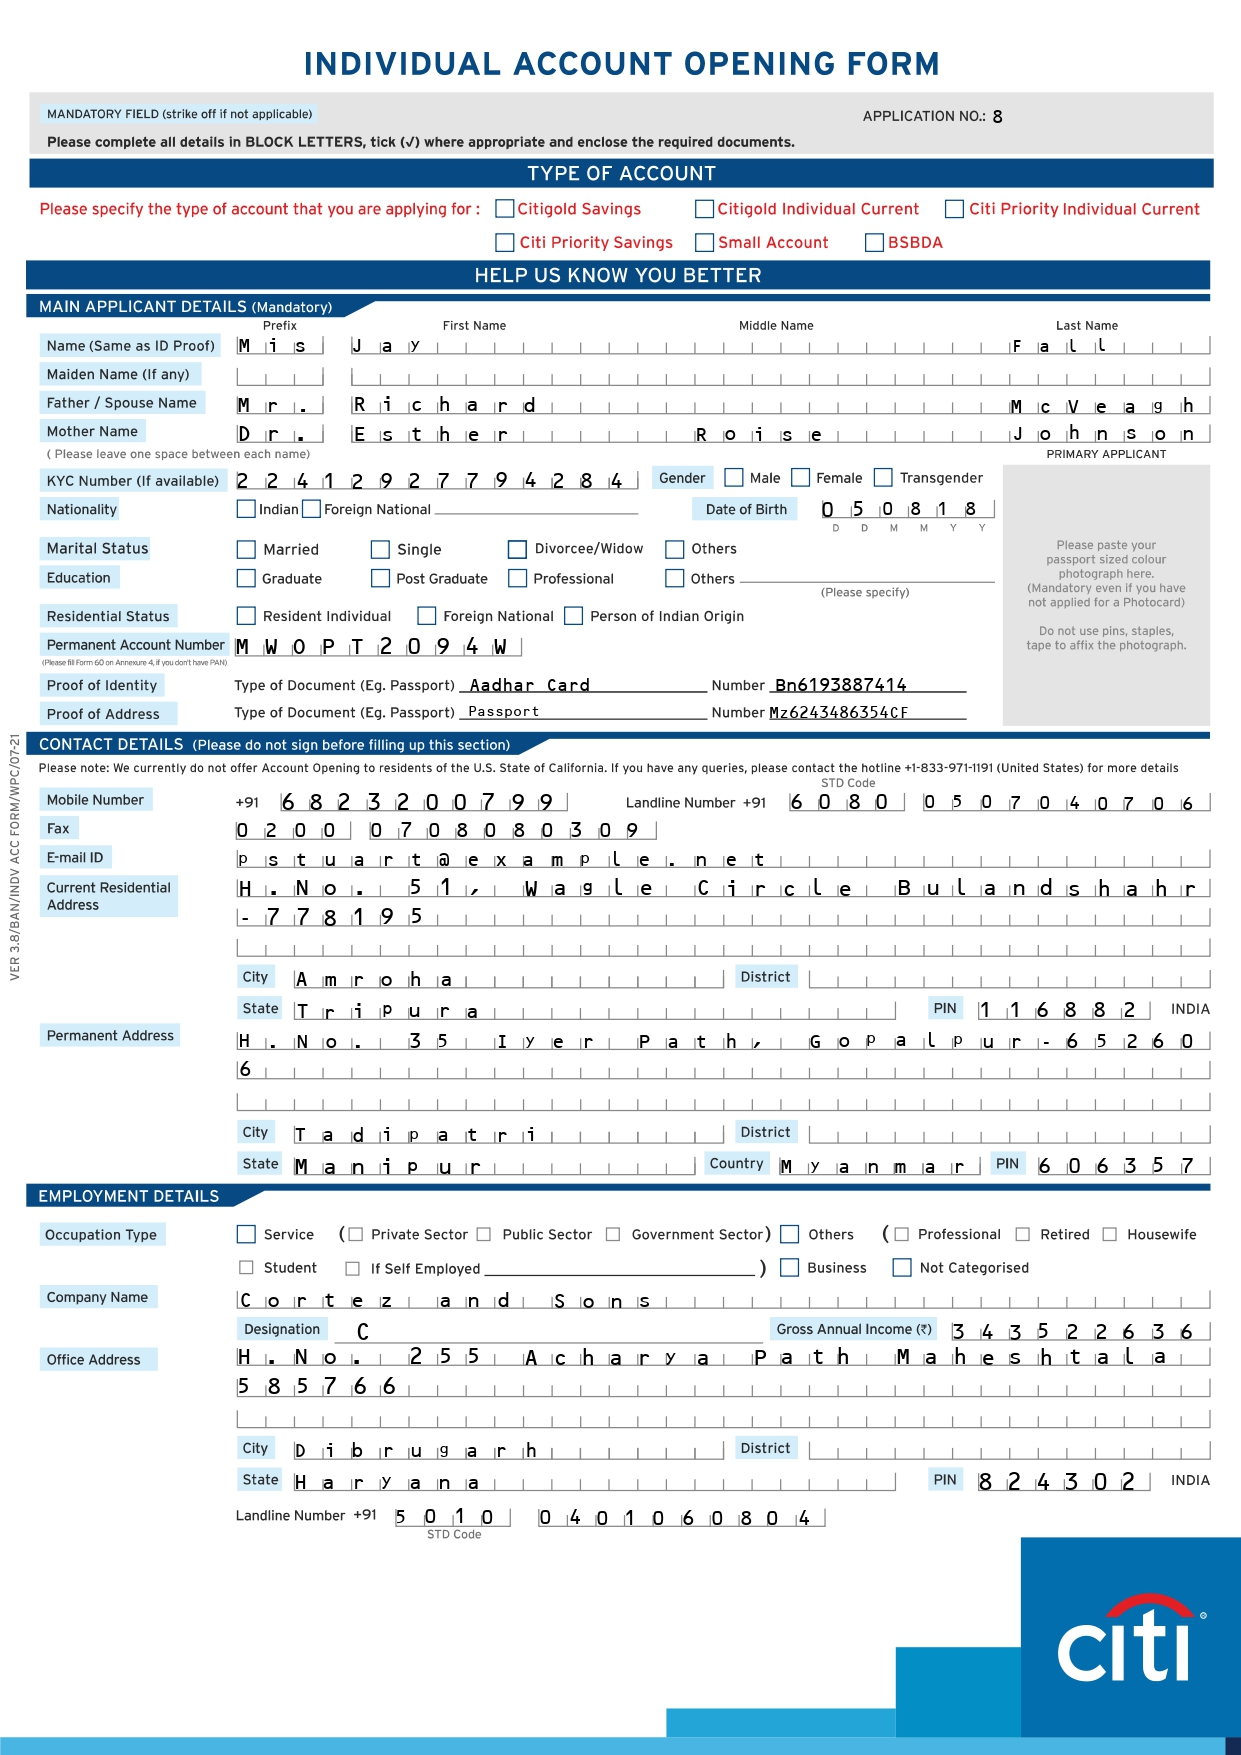 INDIVIDUAL ACCOUNT OPENING FORM
MANDATORY FIELD (strike off if not applicable) APPLICATION NO.: 8
Please complete all details in BLOCK LETTERS, tick (✓) where appropriate and enclose the required documents.
TYPE OF ACCOUNT
Please specify the type of account that you are applying for : Citigold Savings Citigold Individual Current Citi Priority Individual Current
Citi Priority Savings Small Account BSBDA
HELP US KNOW YOU BETTER
MAIN APPLICANT DETAILS (Mandatory)
Prefix First Name Middle Name Last Name
Name (Same as ID Proof) Mis Jay Fall
Maiden Name (If any)
Father / Spouse Name Mr. Richard McVeagh
Mother Name Dr. Esther Roise Johnson
( Please leave one space between each name) PRIMARY APPLICANT
KYC Number (If available) 22412927794284 Gender Male Female Transgender
Nationality Indian Foreign National Date of Birth 050818
D D M M Y Y
Marital Status Married Single Divorcee/Widow Others
Education Graduate Post Graduate Professional Others
(Please specify)
Please paste your
passport sized colour
photograph here.
(Mandatory even if you have
not applied for a Photocard)
Do not use pins, staples,
tape to affix the photograph.
Residential Status Resident Individual Foreign National Person of Indian Origin
Permanent Account Number MWOPT2094W
(Please fill Form 60 on Annexure 4, if you don't have PAN)
Proof of Identity Type of Document (Eg. Passport) Aadhar Card Number Bn6193887414
Proof of Address Type of Document (Eg. Passport) Passport Number Mz6243486354CF
CONTACT DETAILS (Please do not sign before filling up this section)
Please note: We currently do not offer Account Opening to residents of the U.S. State of California. If you have any queries, please contact the hotline +1-833-971-1191 (United States) for more details
STD Code
Mobile Number +91 6823200799 Landline Number +91 6080 0507040706
Fax 0200 0708080309
E-mail ID pstuart@example.net
Current Residential Address H.No. 51, Wagle Circle Bulandshahr
-778195
City Amroha District
State Tripura PIN 116882 INDIA
Permanent Address H.No. 35 Iyer Path, Gopalpur-65260
6
City Tadipatri District
State Manipur Country Myanmar PIN 606357
EMPLOYMENT DETAILS
Occupation Type Service ( Private Sector Public Sector Government Sector) Others ( Professional Retired Housewife
Student If Self Employed ) Business Not Categorised
Company Name Cortez and Sons
Designation C Gross Annual Income (₹) 343522636
Office Address H.No. 255 Acharya Path Maheshtala
585766
City Dibrugarh District
State Haryana PIN 824302 INDIA
Landline Number +91 5010 0401060804
STD Code
VER 3.8/BAN/INDV ACC FORM/WPC/07-21
citi